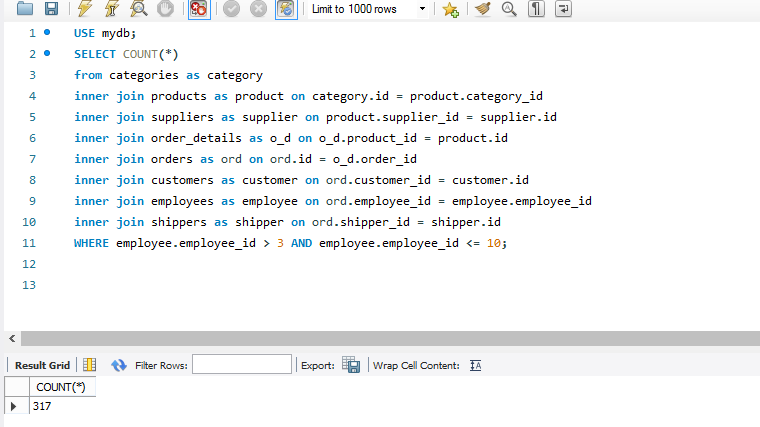 Limit to 1000 rows
1 USE mydb;
2 SELECT COUNT(*)
3 from categories as category
4 inner join products as product on category.id = product.category_id
5 inner join suppliers as supplier on product.supplier_id = supplier.id
6 inner join order_details as o_d on o_d.product_id = product.id
7 inner join orders as ord on ord.id = o_d.order_id
8 inner join customers as customer on ord.customer_id = customer.id
9 inner join employees as employee on ord.employee_id = employee.employee_id
10 inner join shippers as shipper on ord.shipper_id = shipper.id
11 WHERE employee.employee_id > 3 AND employee.employee_id <= 10;
12
13
Result Grid Filter Rows: Export: Wrap Cell Content:
COUNT(*)
317